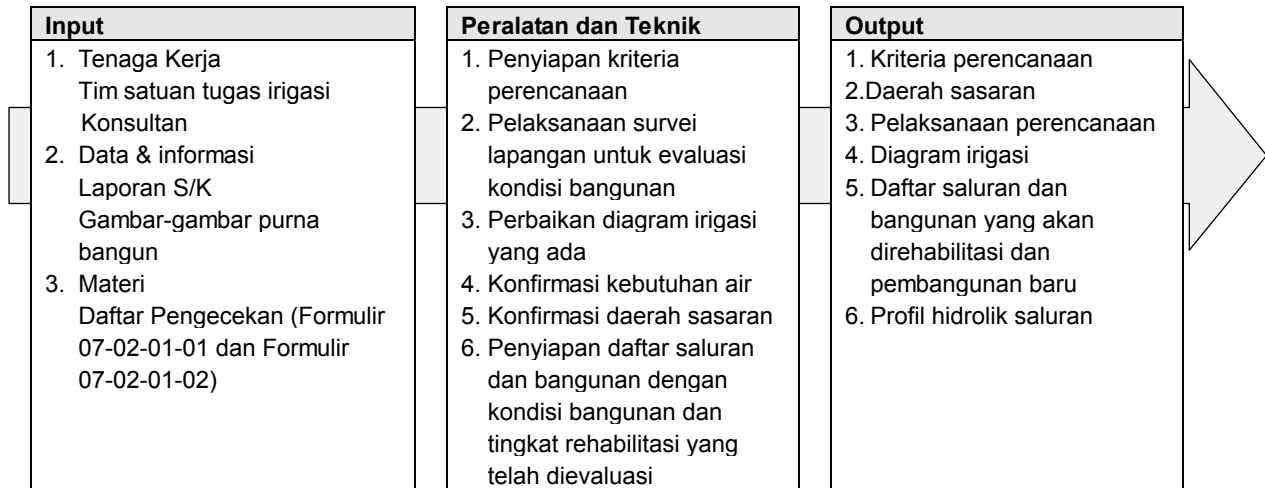 Input
1. Tenaga Kerja
Tim satuan tugas irigasi
Konsultan
2. Data & informasi
Laporan S/K
Gambar-gambar purna
bangun
3. Materi
Daftar Pengecekan (Formulir
07-02-01-01 dan Formulir
07-02-01-02)
Peralatan dan Teknik
1. Penyiapan kriteria
perencanaan
2. Pelaksanaan survei
lapangan untuk evaluasi
kondisi bangunan
3. Perbaikan diagram irigasi
yang ada
4. Konfirmasi kebutuhan air
5. Konfirmasi daerah sasaran
6. Penyiapan daftar saluran
dan bangunan dengan
kondisi bangunan dan
tingkat rehabilitasi yang
telah dievaluasi
Output
1. Kriteria perencanaan
2.Daerah sasaran
3. Pelaksanaan perencanaan
4. Diagram irigasi
5. Daftar saluran dan
bangunan yang akan
direhabilitasi dan
pembangunan baru
6. Profil hidrolik saluran